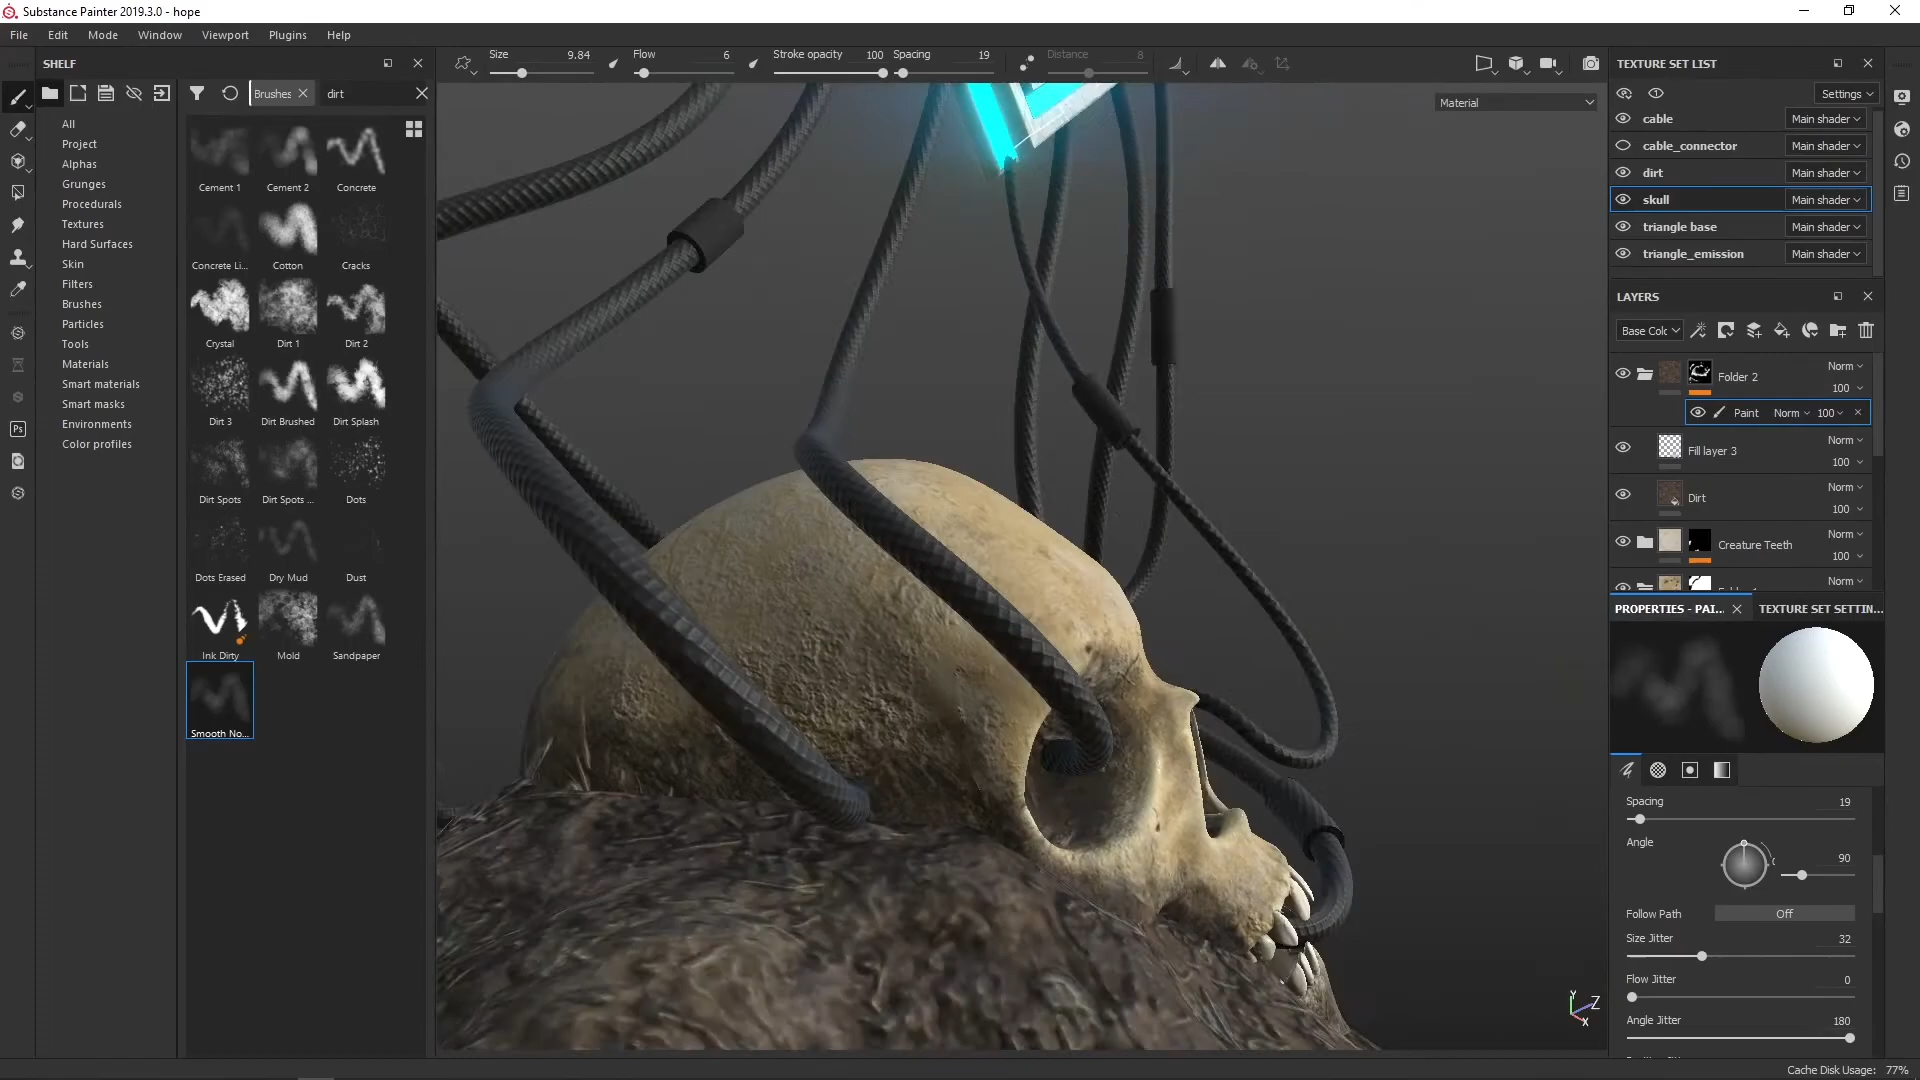 Substance Painter 2019.3.0 - hope
File Edit Mode Window Viewport Plugins Help
SHELF
Size 9.84 Flow 6 Stroke opacity 100 Spacing 19 Distance 8
Brushes dirt
All
Project
Alphas
Grunges
Procedurals
Textures
Hard Surfaces
Skin
Filters
Brushes
Particles
Tools
Materials
Smart materials
Smart masks
Environments
Color profiles
Ps
Cement 1 Cement 2 Concrete
Concrete Li... Cotton Cracks
Crystal Dirt 1 Dirt 2
Dirt 3 Dirt Brushed Dirt Splash
Dirt Spots Dirt Spots ... Dots
Dots Erased Dry Mud Dust
Ink Dirty Mold Sandpaper
Smooth No...
Material
Y
Z
X
TEXTURE SET LIST
Settings
cable Main shader
cable_connector Main shader
dirt Main shader
skull Main shader
triangle base Main shader
triangle_emission Main shader
LAYERS
Base Colc
Folder 2 Norm
100
Paint Norm 100
Fill layer 3 Norm
100
Dirt Norm
100
Creature Teeth Norm
100
Norm
PROPERTIES - PAI... TEXTURE SET SETTIN...
Spacing 19
Angle 90
Follow Path Off
Size Jitter 32
Flow Jitter 0
Angle Jitter 180
Cache Disk Usage: 77%